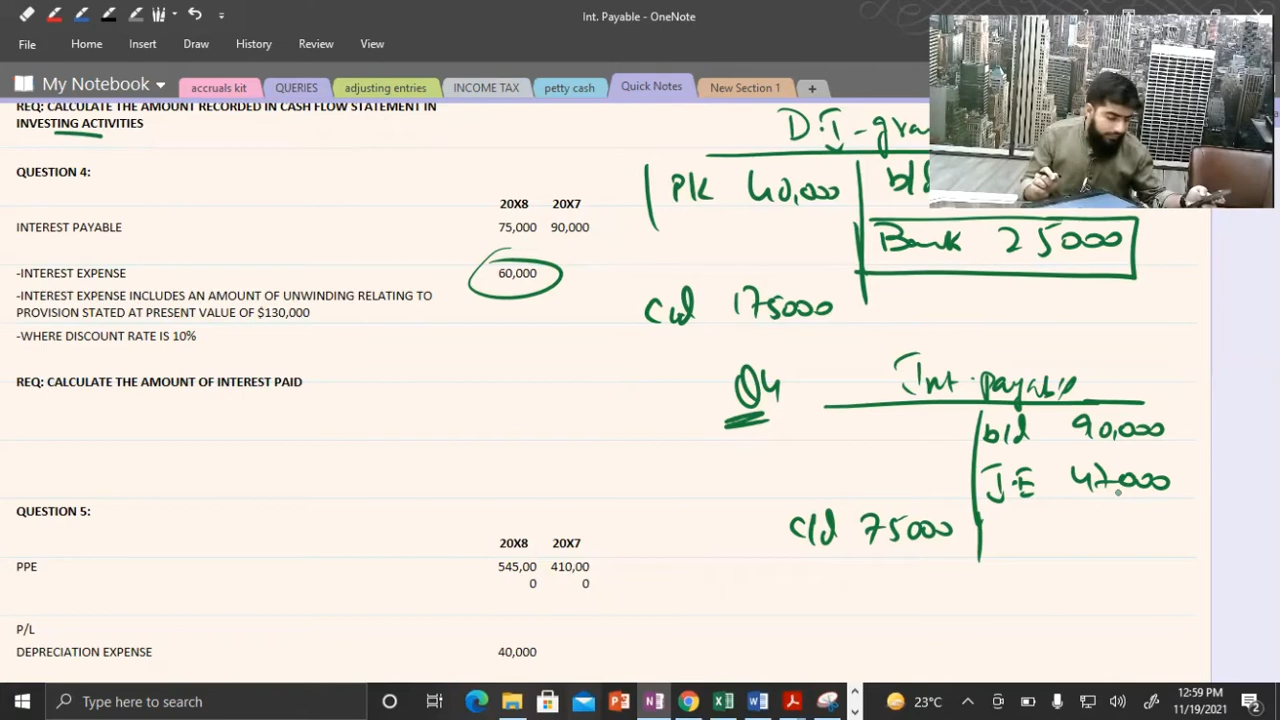 Int. Payable - OneNote
File Home Insert Draw History Review View
My Notebook accruals kit QUERIES adjusting entries INCOMETAX petty cash Quick Notes New Section 1
REQ: CALCULATE THE AMOUNT RECORDED IN CASH FLOW STATEMENT IN
INVESTING ACTIVITIES
QUESTION 4:
20X8 20X7
INTEREST PAYABLE 75,000 90,000
-INTEREST EXPENSE 60,000
-INTEREST EXPENSE INCLUDES AN AMOUNT OF UNWINDING RELATING TO
PROVISION STATED AT PRESENT VALUE OF $130,000
-WHERE DISCOUNT RATE IS 10%
REQ: CALCULATE THE AMOUNT OF INTEREST PAID
QUESTION 5:
20X8 20X7
PPE 545,00 410,00
0 0
P/L
DEPRECIATION EXPENSE 40,000
D.I-gra
40,000 b/d
Bank 25000
c/d 175000
Q4
Int. payable
b/d 90,000
I.E 47000
c/d 75000
Type here to search
23°C
12:59 PM
11/19/2021
2